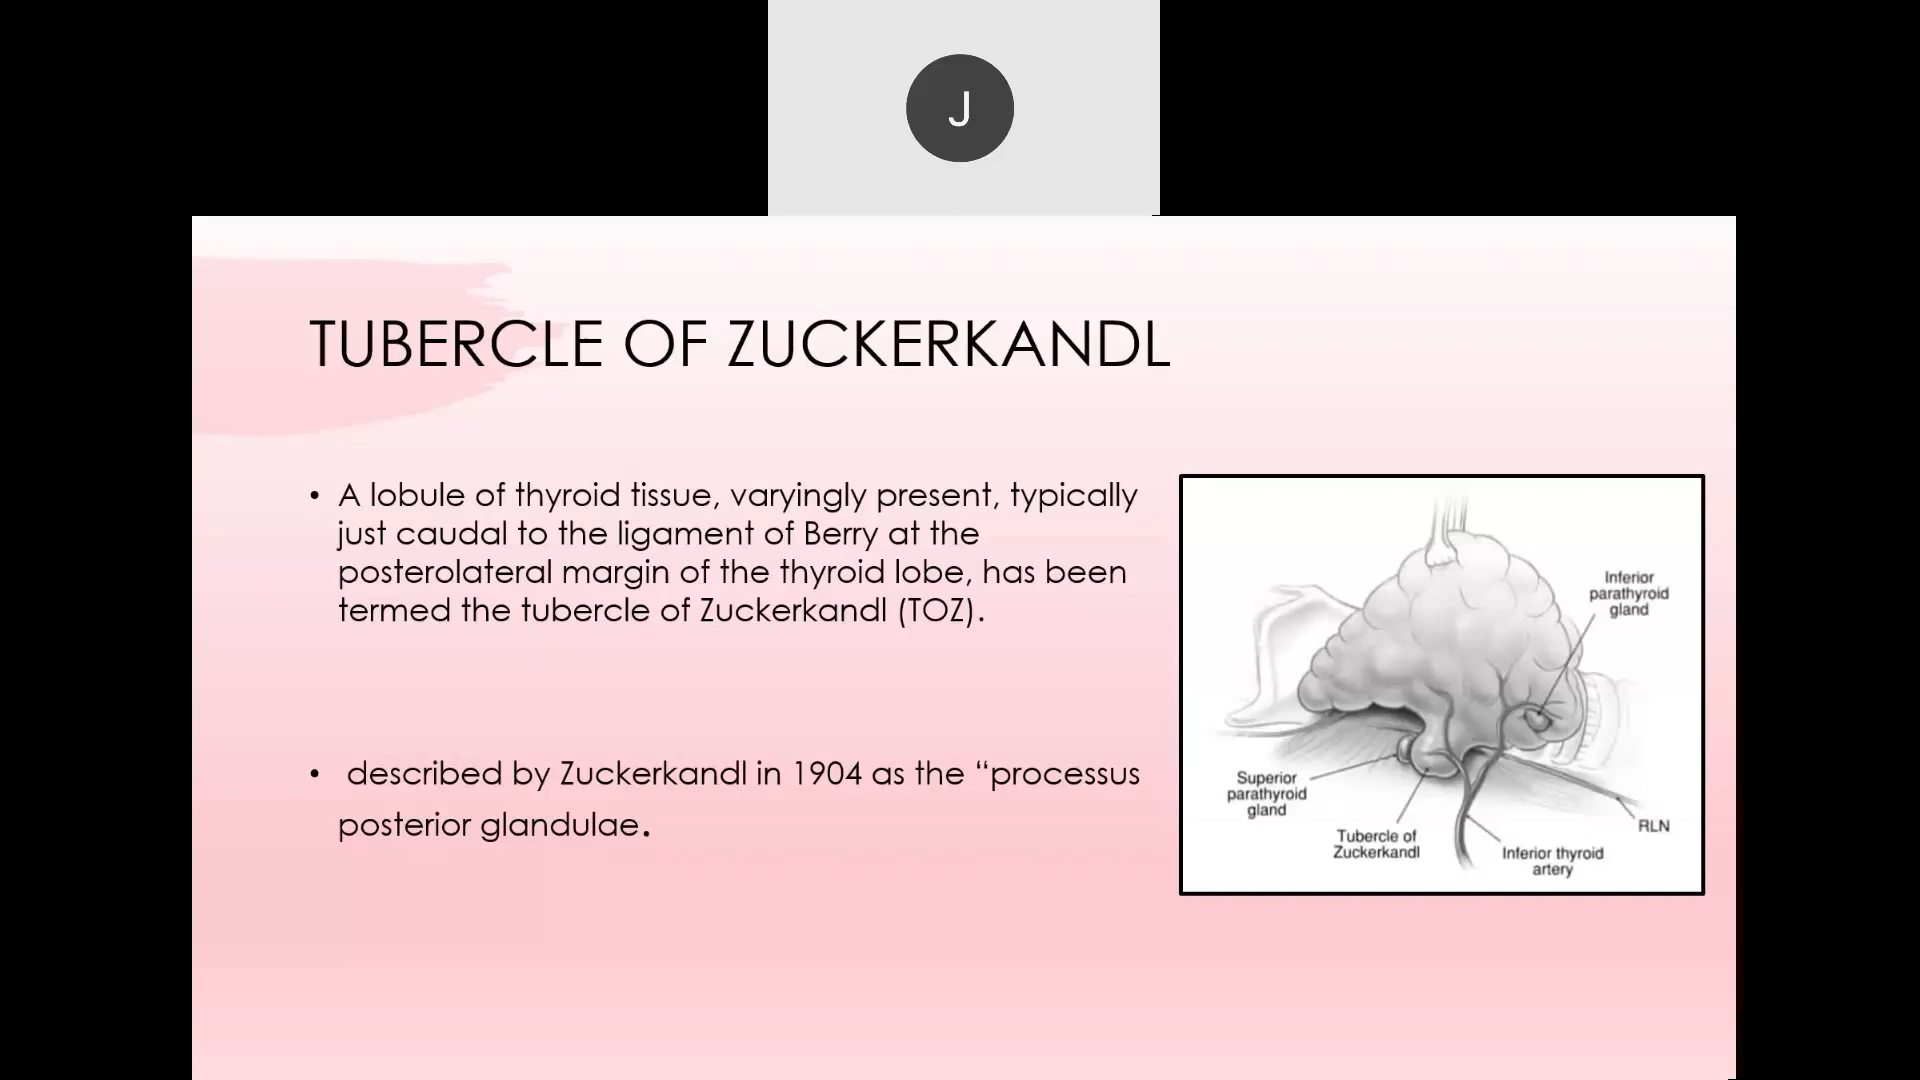 J
TUBERCLE OF ZUCKERKANDL
• A lobule of thyroid tissue, varyingly present, typically
just caudal to the ligament of Berry at the
posterolateral margin of the thyroid lobe, has been
termed the tubercle of Zuckerkandl (TOZ).
• described by Zuckerkandl in 1904 as the “processus
posterior glandulae.
Inferior
parathyroid
gland
Superior
parathyroid
gland
Tubercle of
Zuckerkandl
Inferior thyroid
artery
RLN